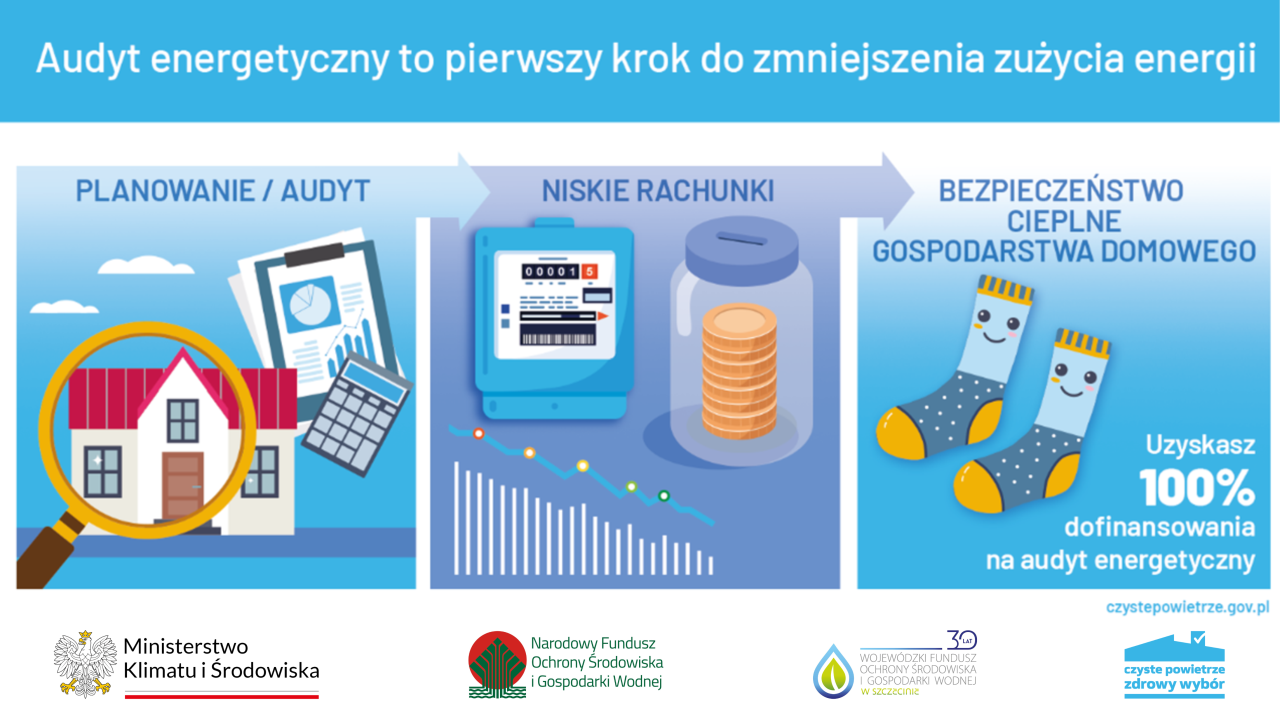 Audyt energetyczny to pierwszy krok do zmniejszenia zużycia energii
PLANOWANIE / AUDYT
NISKIE RACHUNKI
BEZPIECZEŃSTWO
CIEPLNE
GOSPODARSTWA DOMOWEGO
00001 5
Uzyskasz
100%
dofinansowania
na audyt energetyczny
czystepowietrze.gov.pl
Ministerstwo
Klimatu i Środowiska
Narodowy Fundusz
Ochrony Środowiska
i Gospodarki Wodnej
30 LAT
WOJEWÓDZKI FUNDUSZ
OCHRONY ŚRODOWISKA
I GOSPODARKI WODNEJ
w szczecinie
czyste powietrze
zdrowy wybór